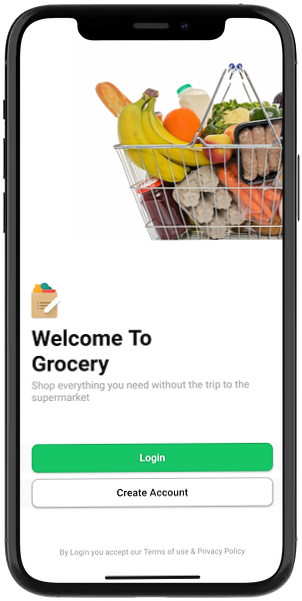 Welcome To
Grocery
Shop everything you need without the trip to the
supermarket
Login
Create Account
By Login you accept our Terms of use & Privacy Policy